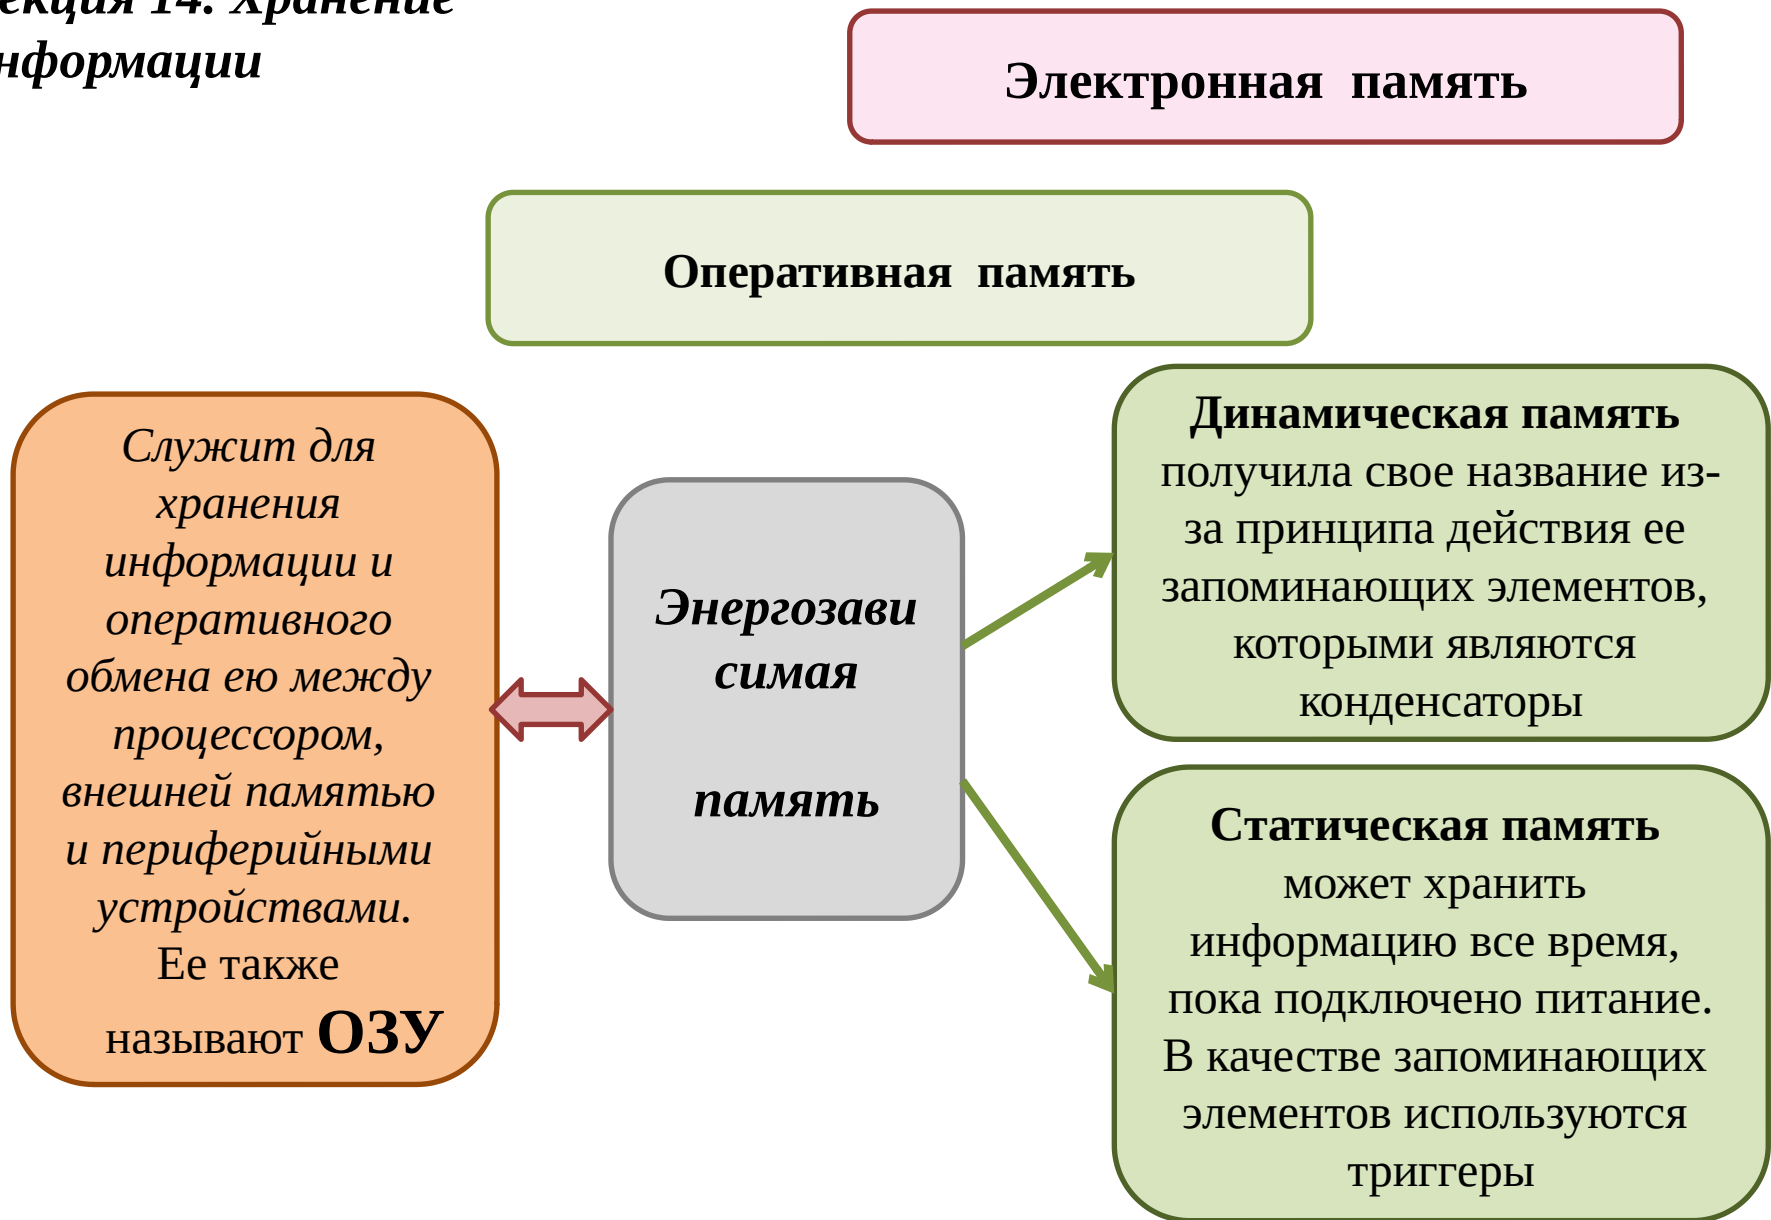 екция 14. Хранение
нформации
Электронная память
Оперативная память
Служит для
хранения
информации и
оперативного
обмена ею между
процессором,
внешней памятью
и периферийными
устройствами.
Ее также
называют ОЗУ
Энергозави
симая
память
Динамическая память
получила свое название из-
за принципа действия ее
запоминающих элементов,
которыми являются
конденсаторы
Статическая память
может хранить
информацию все время,
пока подключено питание.
В качестве запоминающих
элементов используются
триггеры